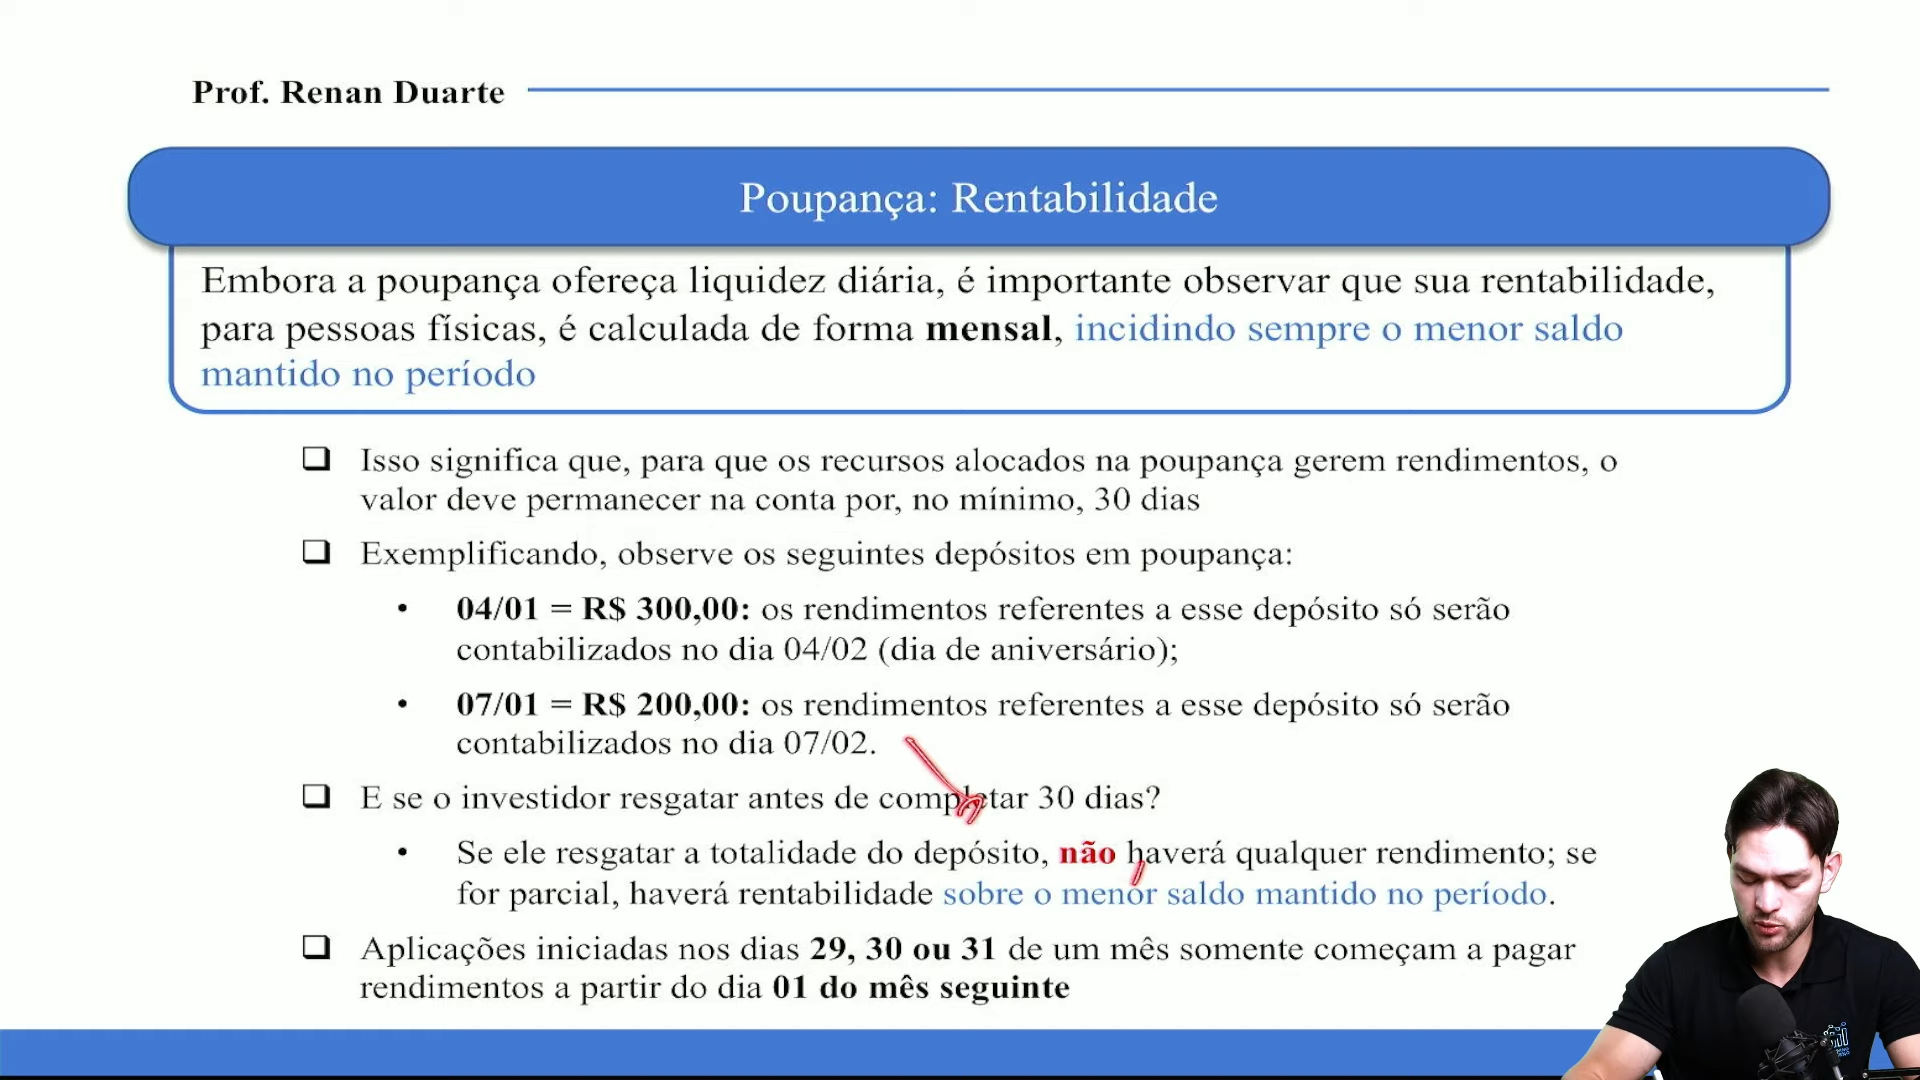 Prof. Renan Duarte
Poupança: Rentabilidade
Embora a poupança ofereça liquidez diária, é importante observar que sua rentabilidade,
para pessoas físicas, é calculada de forma mensal, incidindo sempre o menor saldo
mantido no período
Isso significa que, para que os recursos alocados na poupança gerem rendimentos, o
valor deve permanecer na conta por, no mínimo, 30 dias
Exemplificando, observe os seguintes depósitos em poupança:
04/01 = R$ 300,00: os rendimentos referentes a esse depósito só serão
contabilizados no dia 04/02 (dia de aniversário);
07/01 = R$ 200,00: os rendimentos referentes a esse depósito só serão
contabilizados no dia 07/02.
E se o investidor resgatar antes de completar 30 dias?
Se ele resgatar a totalidade do depósito, não haverá qualquer rendimento; se
for parcial, haverá rentabilidade sobre o menor saldo mantido no período.
Aplicações iniciadas nos dias 29, 30 ou 31 de um mês somente começam a pagar
rendimentos a partir do dia 01 do mês seguinte